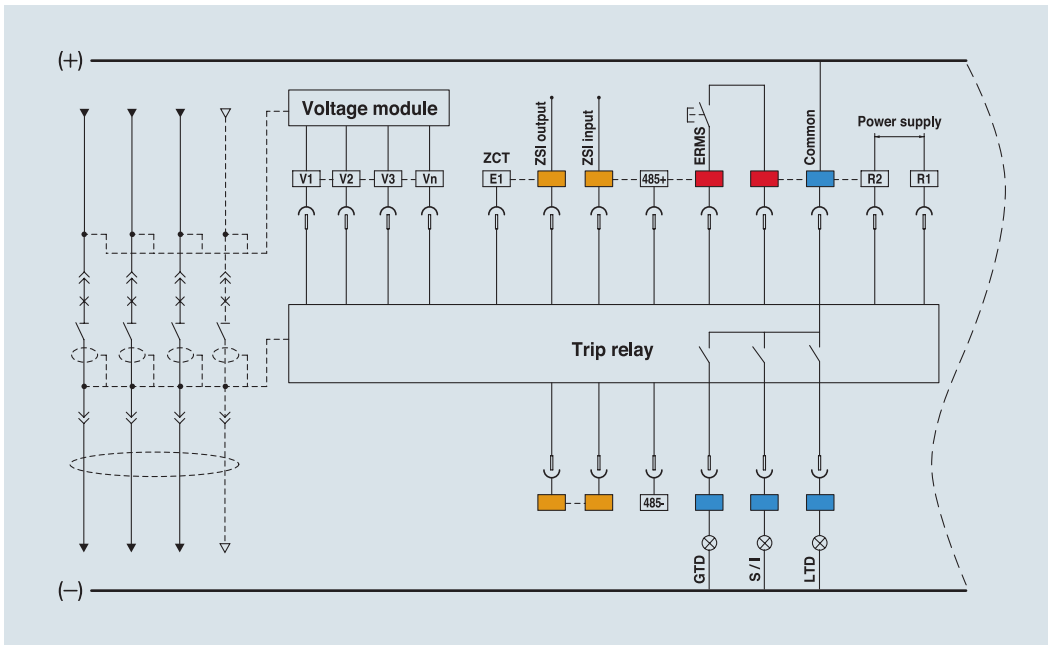 (+)
Voltage module
ZCT
ZSI output
ZSI input
ERMS
Common
Power supply
V1
V2
V3
Vn
E1
485+
R2
R1
Trip relay
485-
GTD
S / I
LTD
(−)